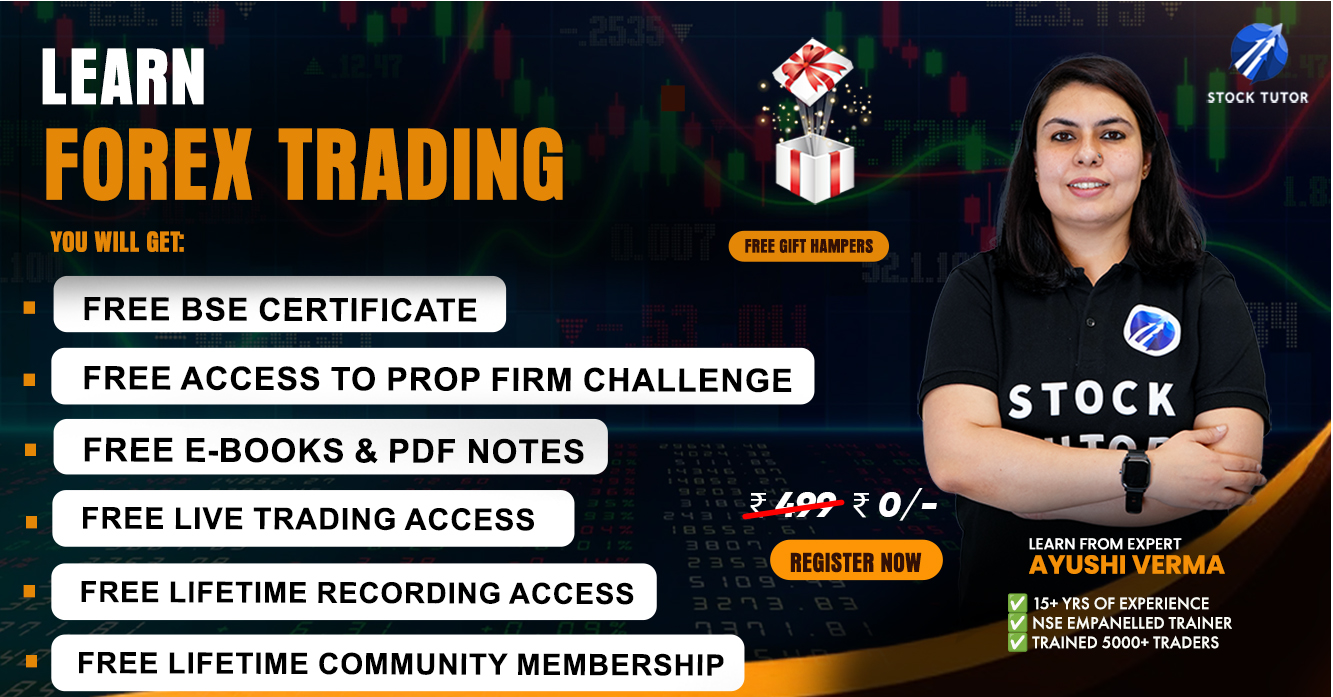 LEARN
FOREX TRADING
YOU WILL GET:
FREE BSE CERTIFICATE
FREE ACCESS TO PROP FIRM CHALLENGE
FREE E-BOOKS & PDF NOTES
FREE LIVE TRADING ACCESS
FREE LIFETIME RECORDING ACCESS
FREE LIFETIME COMMUNITY MEMBERSHIP
FREE GIFT HAMPERS
₹ 499 ₹ 0/-
REGISTER NOW
STOCK TUTOR
STOCK
TUTOR
LEARN FROM EXPERT
AYUSHI VERMA
✅ 15+ YRS OF EXPERIENCE
✅ NSE EMPANELLED TRAINER
✅ TRAINED 5000+ TRADERS